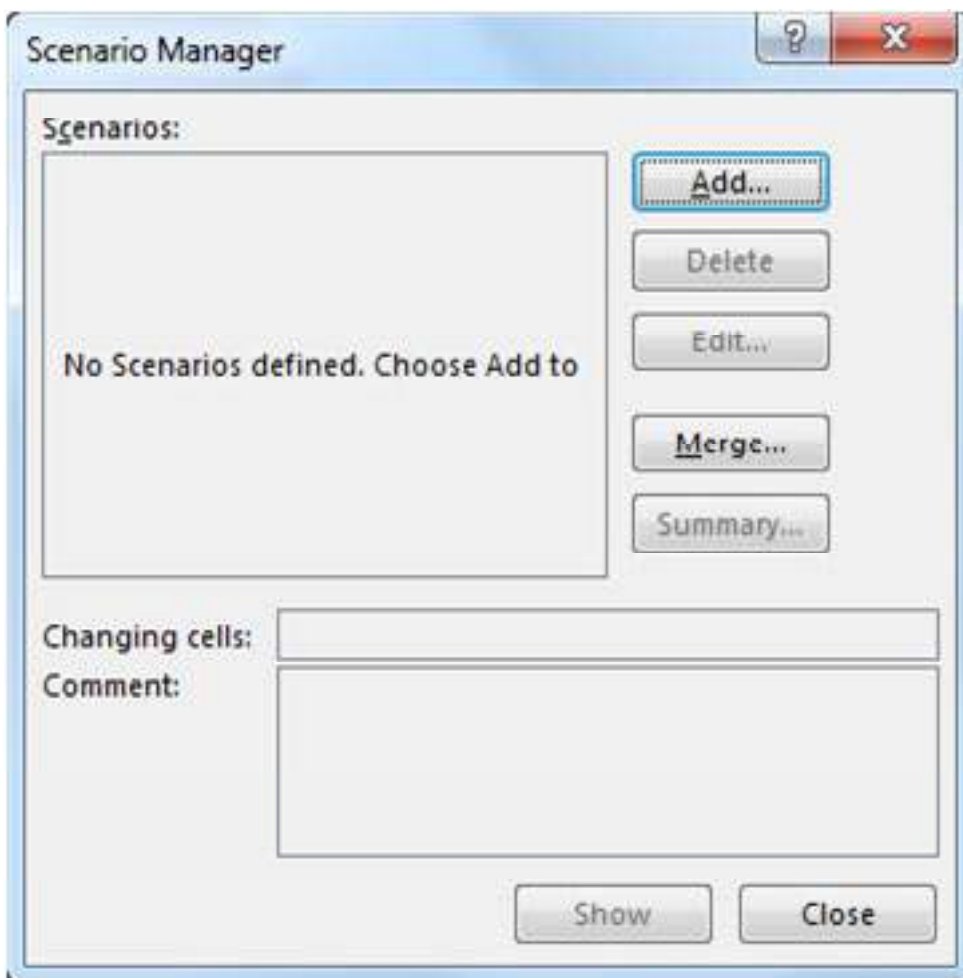 Scenario Manager
?
Scenarios:
Add...
Delete
No Scenarios defined. Choose Add to
Edit...
Merge...
Summary...
Changing cells:
Comment:
Show
Close